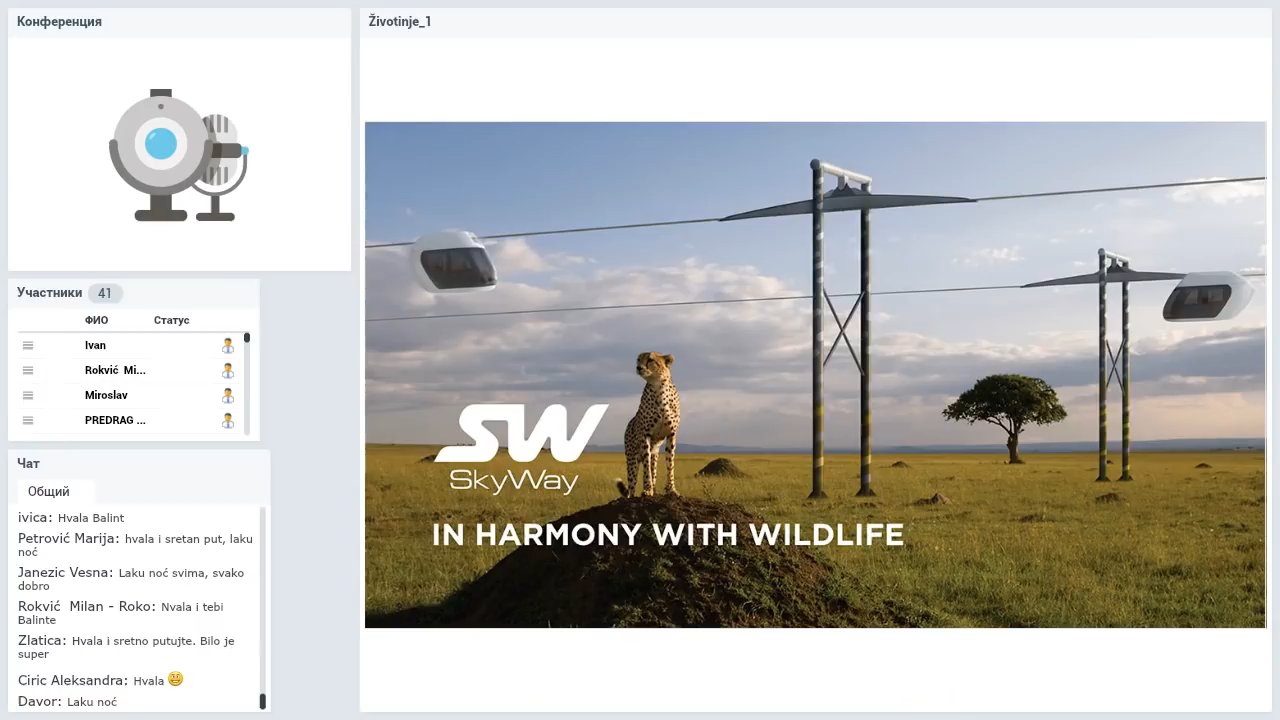 Конференция
Участники 41
ФИО Статус
Ivan
Rokvić Mi...
Miroslav
PREDRAG ...
Чат
Общий
ivica: Hvala Balint
Petrović Marija: hvala i sretan put, laku
noć
Janezic Vesna: Laku noć svima, svako
dobro
Rokvić Milan - Roko: Nvala i tebi
Balinte
Zlatica: Hvala i sretno putujte. Bilo je
super
Ciric Aleksandra: Hvala
Davor: Laku noć
Životinje_1
SW
SkyWay
IN HARMONY WITH WILDLIFE